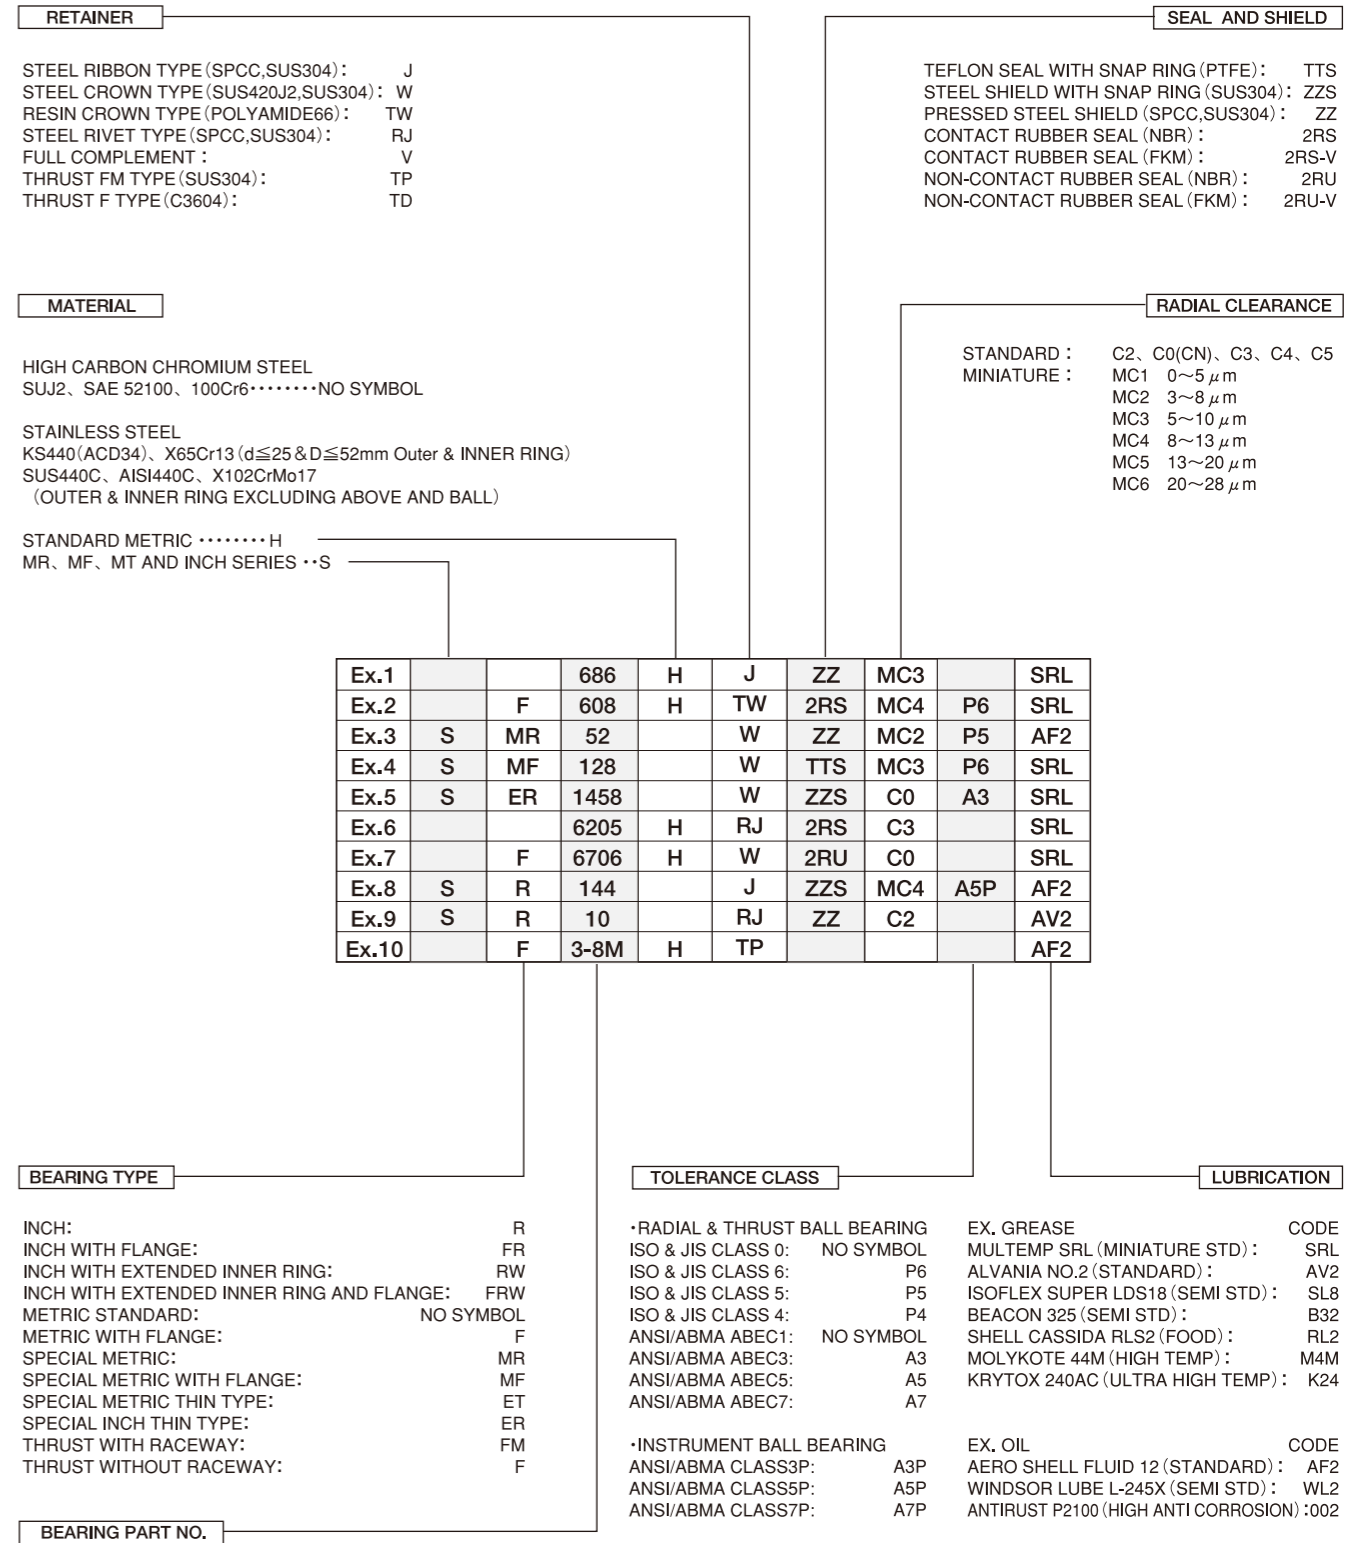 RETAINER
STEEL RIBBON TYPE(SPCC,SUS304): J
STEEL CROWN TYPE(SUS420J2,SUS304): W
RESIN CROWN TYPE(POLYAMIDE66): TW
STEEL RIVET TYPE(SPCC,SUS304): RJ
FULL COMPLEMENT : V
THRUST FM TYPE(SUS304): TP
THRUST F TYPE(C3604): TD
SEAL AND SHIELD
TEFLON SEAL WITH SNAP RING(PTFE): TTS
STEEL SHIELD WITH SNAP RING(SUS304): ZZS
PRESSED STEEL SHIELD(SPCC,SUS304): ZZ
CONTACT RUBBER SEAL(NBR): 2RS
CONTACT RUBBER SEAL(FKM): 2RS-V
NON-CONTACT RUBBER SEAL(NBR): 2RU
NON-CONTACT RUBBER SEAL(FKM): 2RU-V
MATERIAL
HIGH CARBON CHROMIUM STEEL
SUJ2、SAE 52100、100Cr6････････NO SYMBOL
STAINLESS STEEL
KS440(ACD34)、X65Cr13(d≦25&D≦52mm Outer & INNER RING)
SUS440C、AISI440C、X102CrMo17
(OUTER & INNER RING EXCLUDING ABOVE AND BALL)
STANDARD METRIC ････････H
MR、MF、MT AND INCH SERIES ･･S
RADIAL CLEARANCE
STANDARD : C2、C0(CN)、C3、C4、C5
MINIATURE : MC1 0～5μm
MC2 3～8μm
MC3 5～10μm
MC4 8～13μm
MC5 13～20μm
MC6 20～28μm
Ex.1 686 H J ZZ MC3 SRL
Ex.2 F 608 H TW 2RS MC4 P6 SRL
Ex.3 S MR 52 W ZZ MC2 P5 AF2
Ex.4 S MF 128 W TTS MC3 P6 SRL
Ex.5 S ER 1458 W ZZS C0 A3 SRL
Ex.6 6205 H RJ 2RS C3 SRL
Ex.7 F 6706 H W 2RU C0 SRL
Ex.8 S R 144 J ZZS MC4 A5P AF2
Ex.9 S R 10 RJ ZZ C2 AV2
Ex.10 F 3-8M H TP AF2
BEARING TYPE
INCH: R
INCH WITH FLANGE: FR
INCH WITH EXTENDED INNER RING: RW
INCH WITH EXTENDED INNER RING AND FLANGE: FRW
METRIC STANDARD: NO SYMBOL
METRIC WITH FLANGE: F
SPECIAL METRIC: MR
SPECIAL METRIC WITH FLANGE: MF
SPECIAL METRIC THIN TYPE: ET
SPECIAL INCH THIN TYPE: ER
THRUST WITH RACEWAY: FM
THRUST WITHOUT RACEWAY: F
BEARING PART NO.
TOLERANCE CLASS
･RADIAL & THRUST BALL BEARING
ISO & JIS CLASS 0: NO SYMBOL
ISO & JIS CLASS 6: P6
ISO & JIS CLASS 5: P5
ISO & JIS CLASS 4: P4
ANSI/ABMA ABEC1: NO SYMBOL
ANSI/ABMA ABEC3: A3
ANSI/ABMA ABEC5: A5
ANSI/ABMA ABEC7: A7
･INSTRUMENT BALL BEARING
ANSI/ABMA CLASS3P: A3P
ANSI/ABMA CLASS5P: A5P
ANSI/ABMA CLASS7P: A7P
LUBRICATION
EX. GREASE CODE
MULTEMP SRL(MINIATURE STD): SRL
ALVANIA NO.2(STANDARD): AV2
ISOFLEX SUPER LDS18(SEMI STD): SL8
BEACON 325(SEMI STD): B32
SHELL CASSIDA RLS2(FOOD): RL2
MOLYKOTE 44M(HIGH TEMP): M4M
KRYTOX 240AC(ULTRA HIGH TEMP): K24
EX. OIL CODE
AERO SHELL FLUID 12(STANDARD): AF2
WINDSOR LUBE L-245X(SEMI STD): WL2
ANTIRUST P2100(HIGH ANTI CORROSION):002